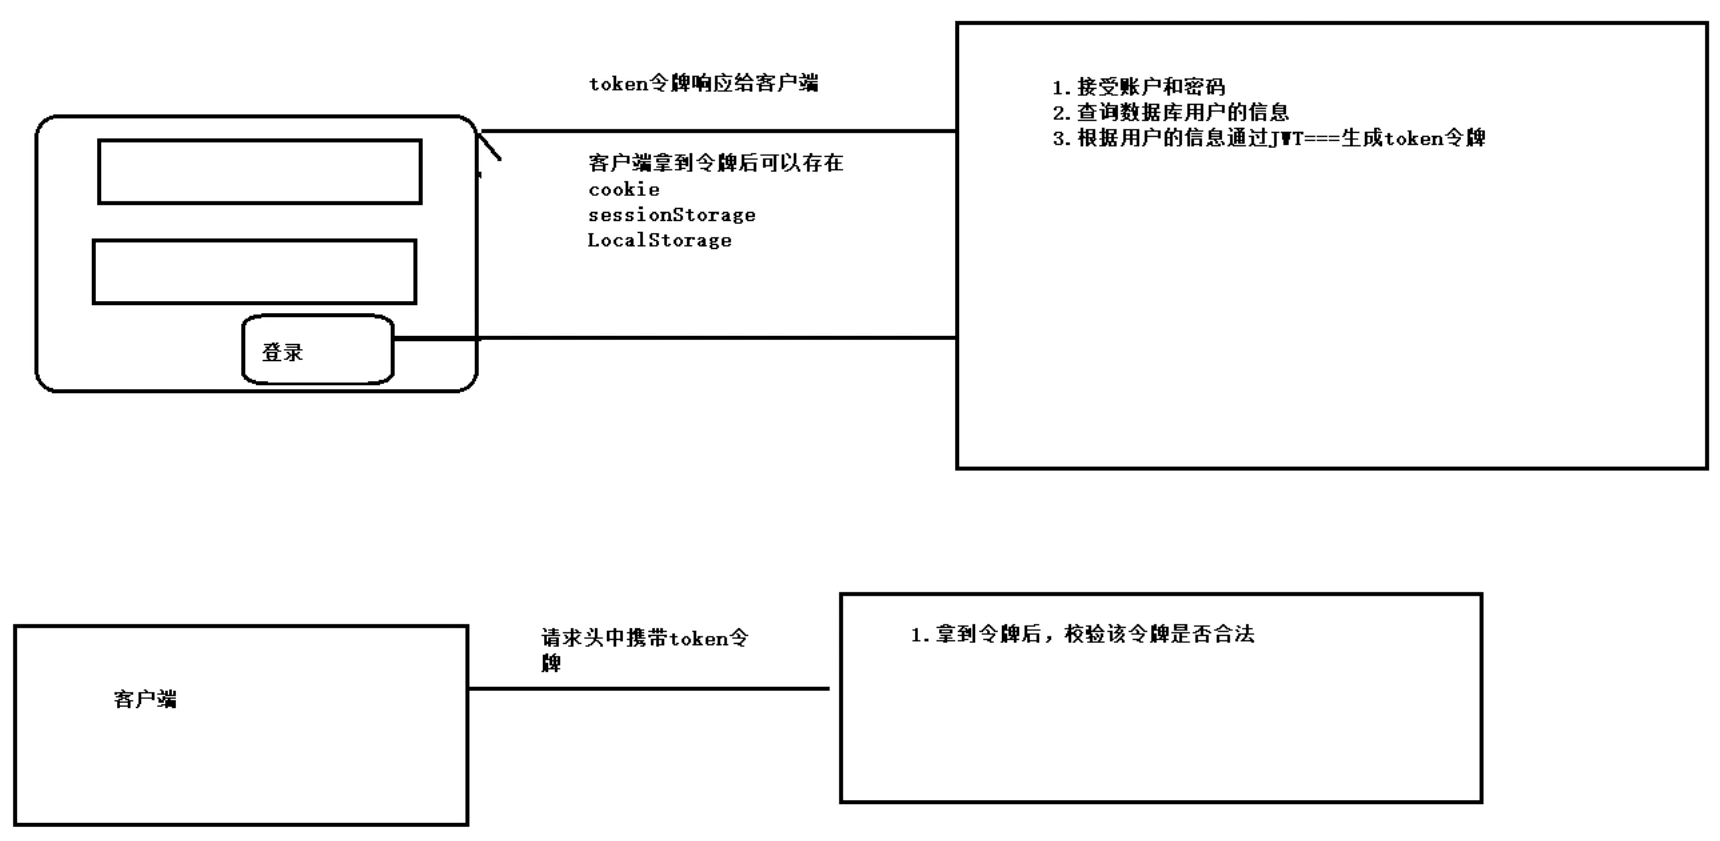 token令牌响应给客户端
1.接受账户和密码
2.查询数据库用户的信息
3.根据用户的信息通过JWT===生成token令牌
客户端拿到令牌后可以存在
cookie
sessionStorage
LocalStorage
登录
请求头中携带token令
牌
1.拿到令牌后，校验该令牌是否合法
客户端